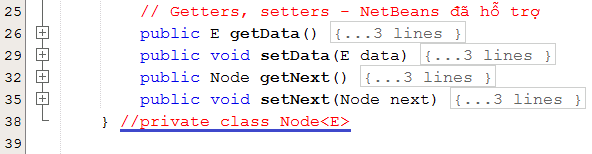 25 // Getters, setters - NetBeans đã hỗ trợ
26 public E getData() {...3 lines }
29 public void setData(E data) {...3 lines }
32 public Node getNext() {...3 lines }
35 public void setNext(Node next) {...3 lines }
38 } //private class Node<E>
39